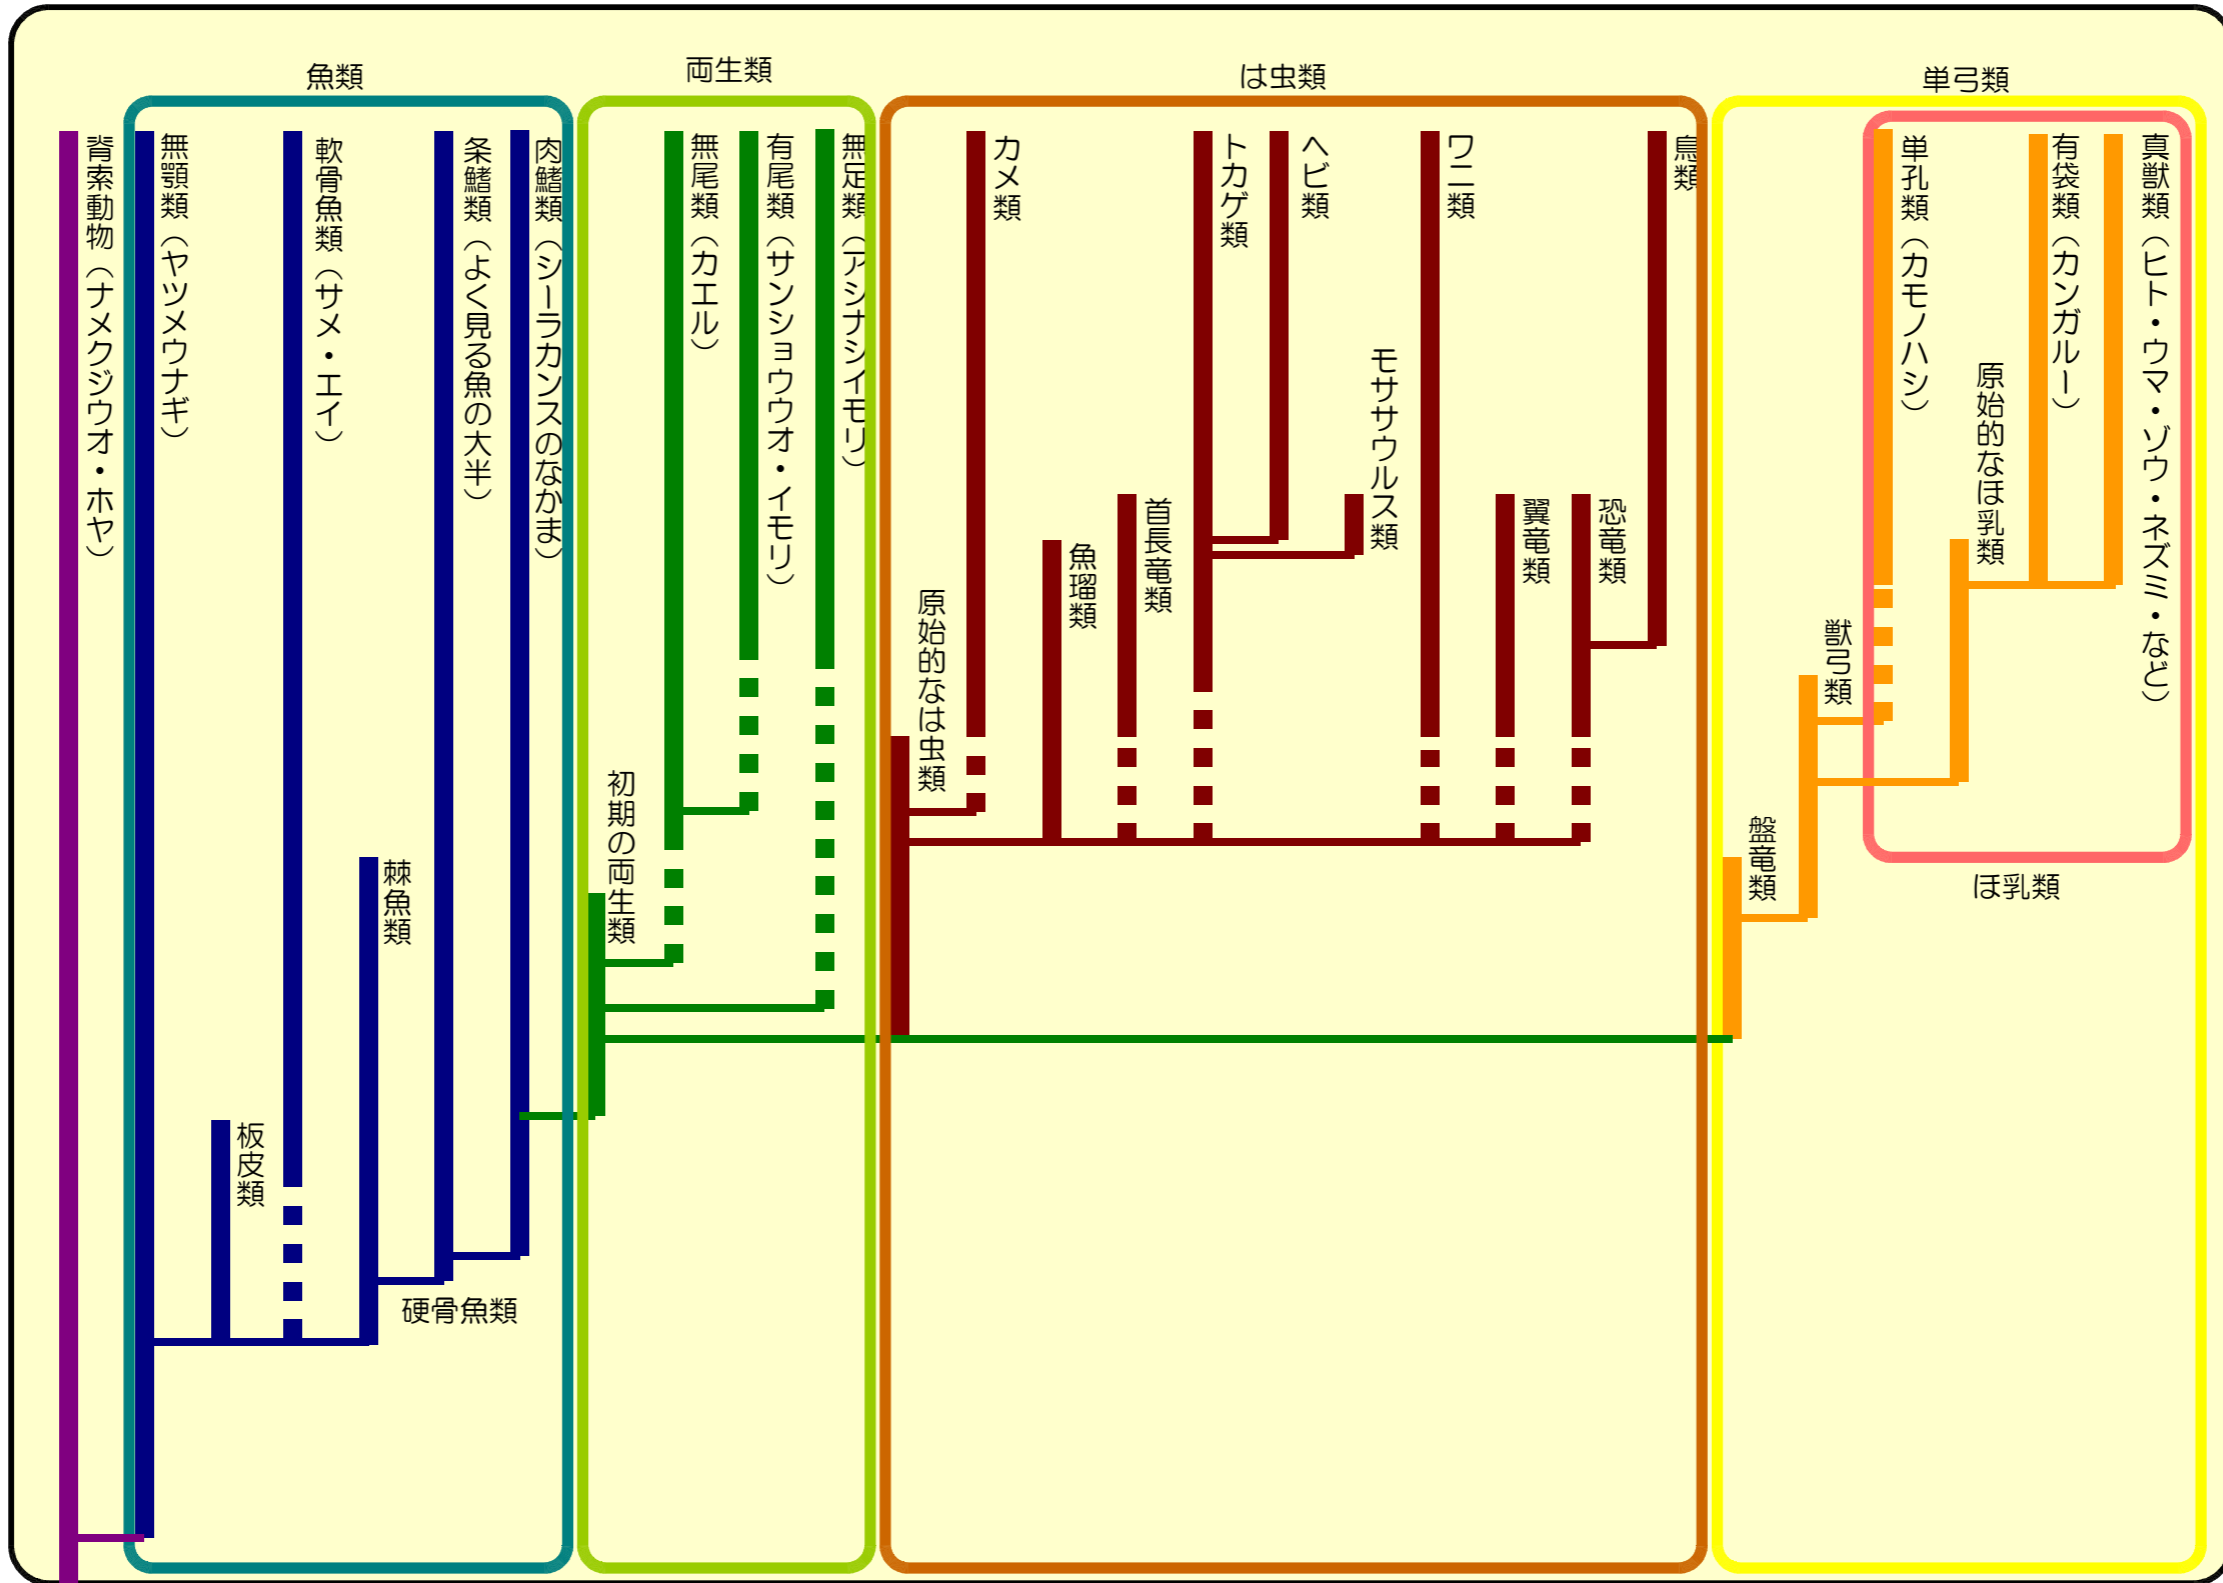 魚類
両生類
は虫類
単弓類
脊索動物（ナメクジウオ・ホヤ）
無顎類（ヤツメウナギ）
板皮類
軟骨魚類（サメ・エイ）
棘魚類
条鰭類（よく見る魚の大半）
肉鰭類（シーラカンスのなかま）
硬骨魚類
初期の両生類
無尾類（カエル）
有尾類（サンショウウオ・イモリ）
無足類（アシナシイモリ）
原始的なは虫類
カメ類
魚瑠類
首長竜類
トカゲ類
ヘビ類
モササウルス類
ワニ類
翼竜類
恐竜類
鳥類
盤竜類
獣弓類
単孔類（カモノハシ）
原始的なほ乳類
有袋類（カンガルー）
真獣類（ヒト・ウマ・ゾウ・ネズミ・など）
ほ乳類